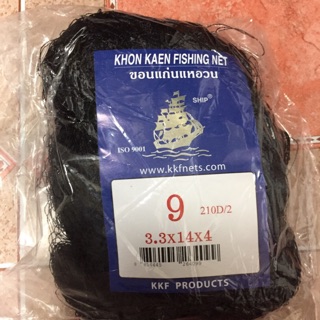 KHON KAEN FISHING NET
ขอนแก่นแหอวน
SHIP
ISO 9001
www.kkfnets.com
9 210D/2
3.3x14x4
KKF PRODUCTS